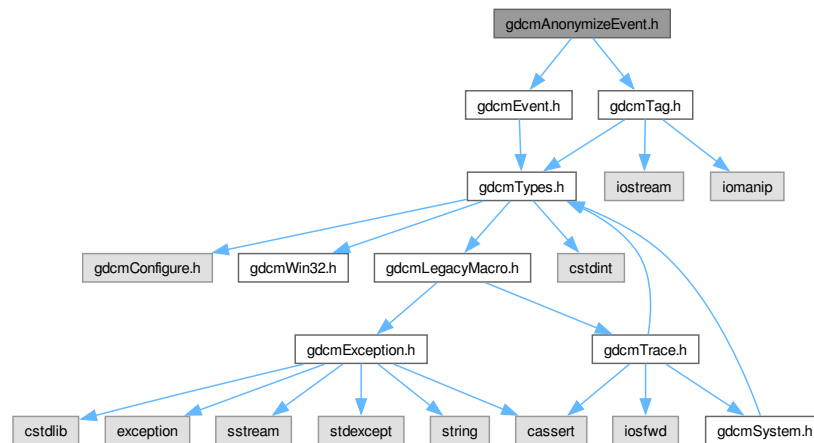 gdcmAnonymizeEvent.h
gdcmEvent.h
gdcmTag.h
gdcmTypes.h
iostream
iomanip
gdcmConfigure.h
gdcmWin32.h
gdcmLegacyMacro.h
cstdint
gdcmException.h
gdcmTrace.h
cstdlib
exception
sstream
stdexcept
string
cassert
iosfwd
gdcmSystem.h